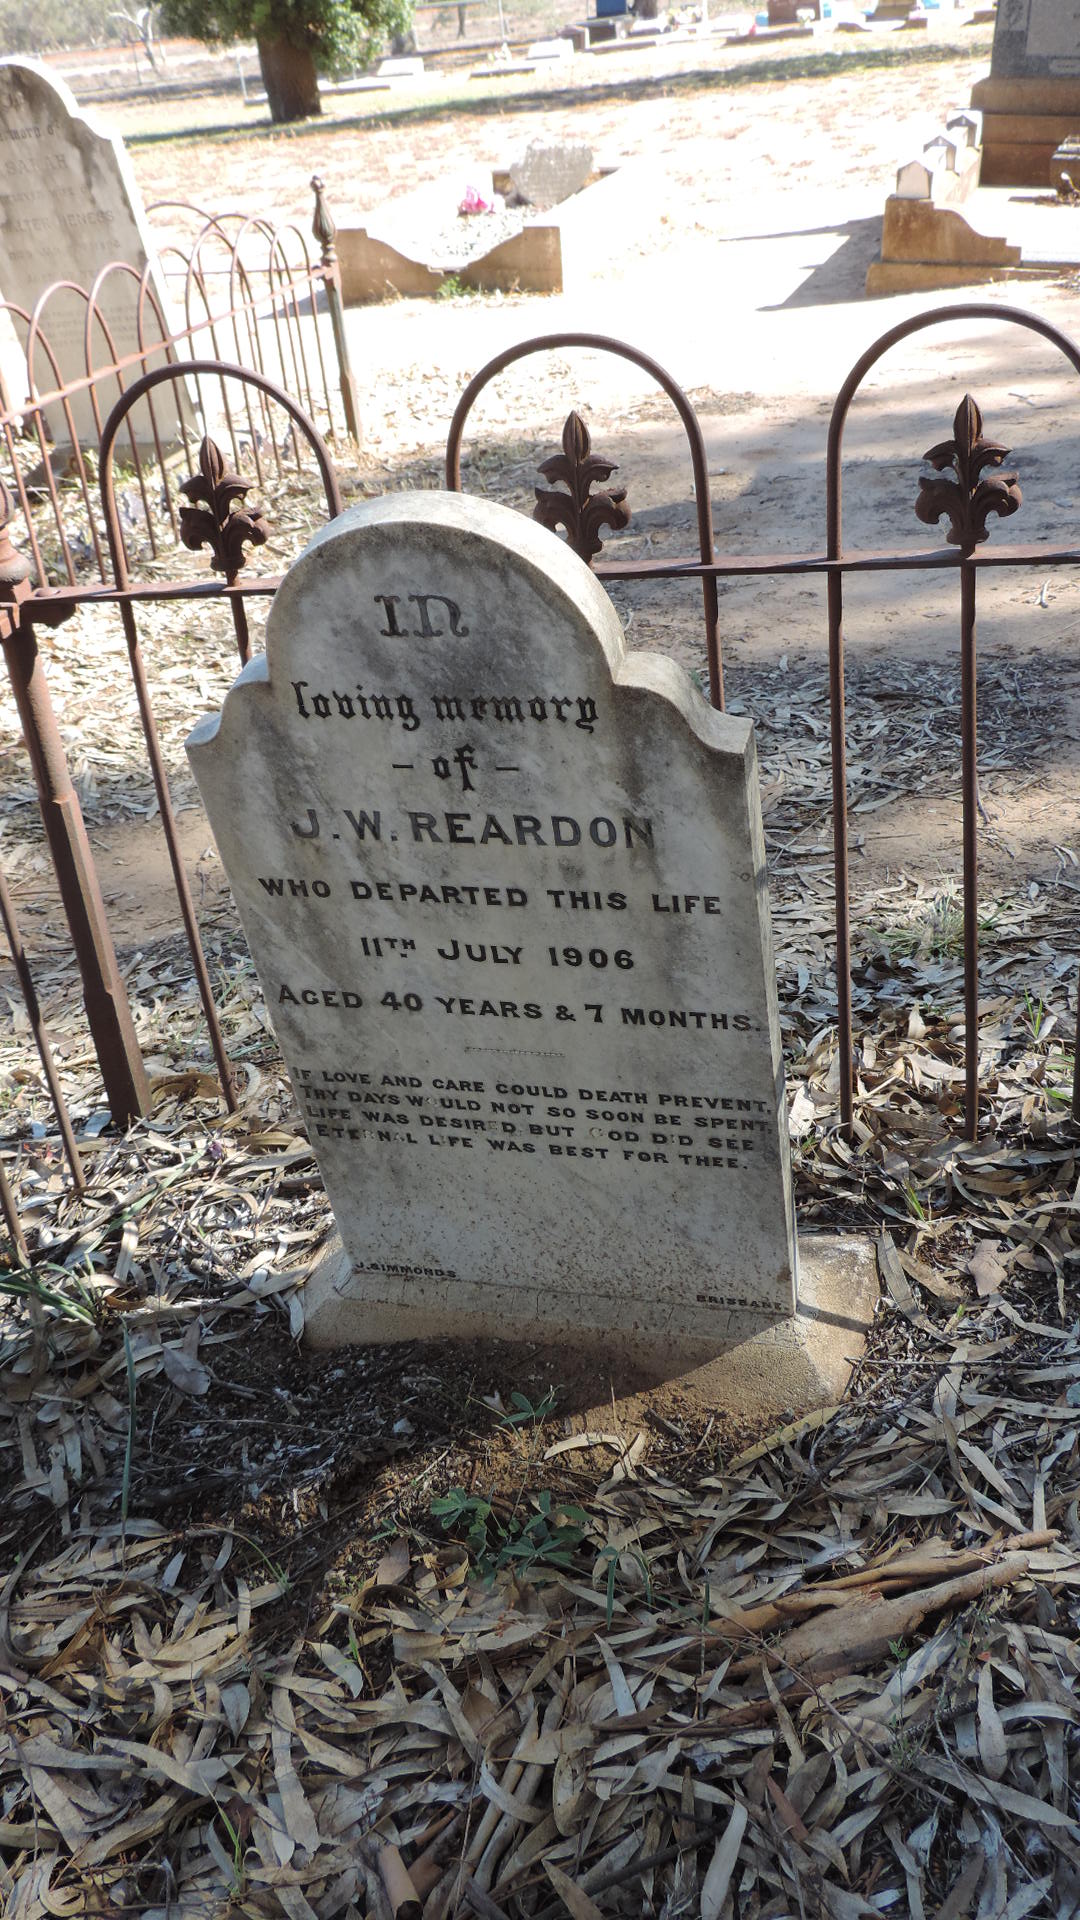 In
loving memory
- of -
J. W. REARDON
WHO DEPARTED THIS LIFE
11TH. JULY 1906
AGED 40 YEARS & 7 MONTHS.
IF LOVE AND CARE COULD DEATH PREVENT,
THY DAYS WOULD NOT SO SOON BE SPENT,
LIFE WAS DESIRED, BUT GOD DID SEE
ETERNAL LIFE WAS BEST FOR THEE.
J. SIMMONDS
BRISBANE.
SARAH